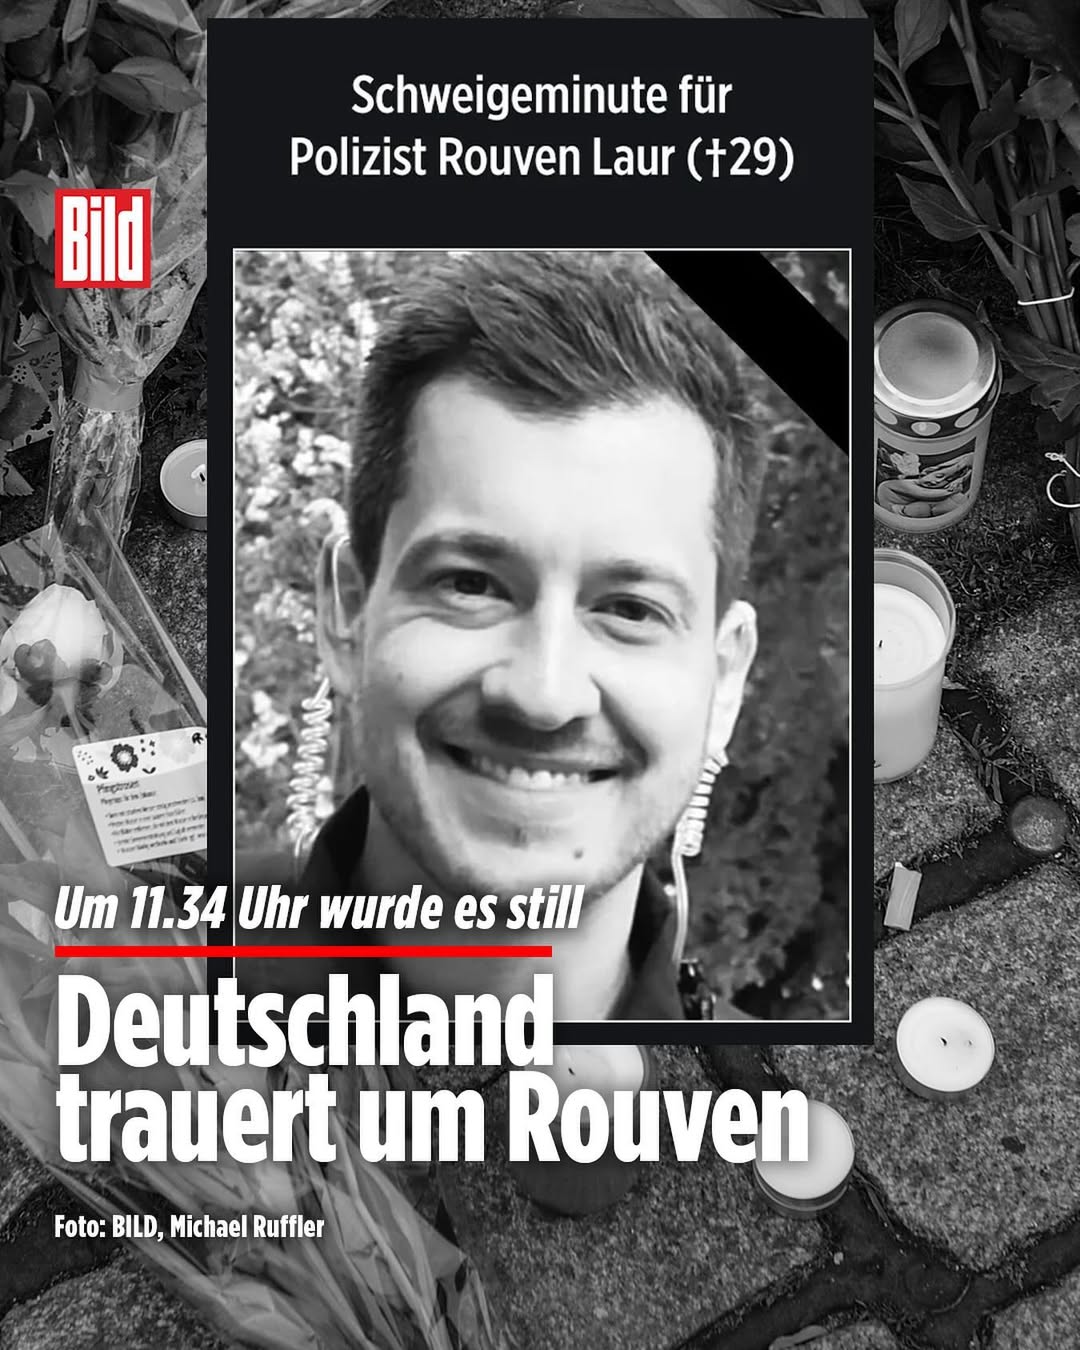 Schweigeminute für
Polizist Rouven Laur (†29)
Bild
Um 11.34 Uhr wurde es still
Deutschland
trauert um Rouven
Foto: BILD, Michael Ruffler